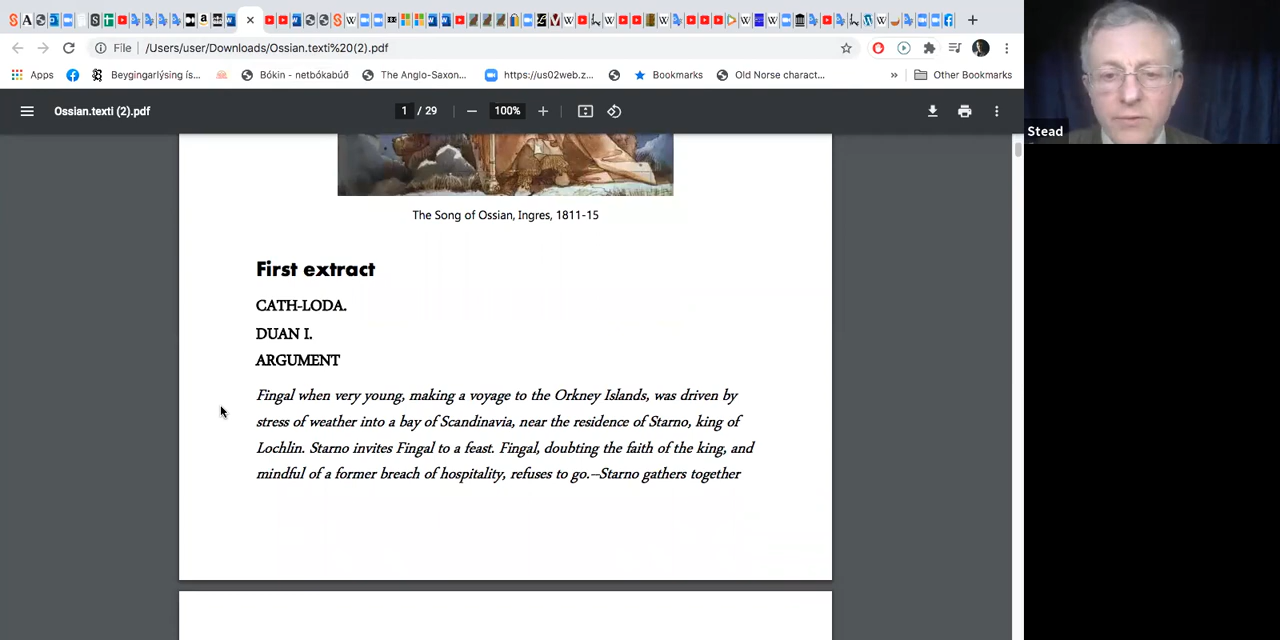 File
/Users/user/Downloads/Ossian.texti%20(2).pdf
Apps
Beygingarlýsing ís...
Bókin - netbókabúð
The Anglo-Saxon...
https://us02web.z...
Bookmarks
Old Norse charact...
»
Other Bookmarks
Ossian.texti (2).pdf
1 / 29
100%
Stead
The Song of Ossian, Ingres, 1811-15
First extract
CATH-LODA.
DUAN I.
ARGUMENT
Fingal when very young, making a voyage to the Orkney Islands, was driven by
stress of weather into a bay of Scandinavia, near the residence of Starno, king of
Lochlin. Starno invites Fingal to a feast. Fingal, doubting the faith of the king, and
mindful of a former breach of hospitality, refuses to go.—Starno gathers together